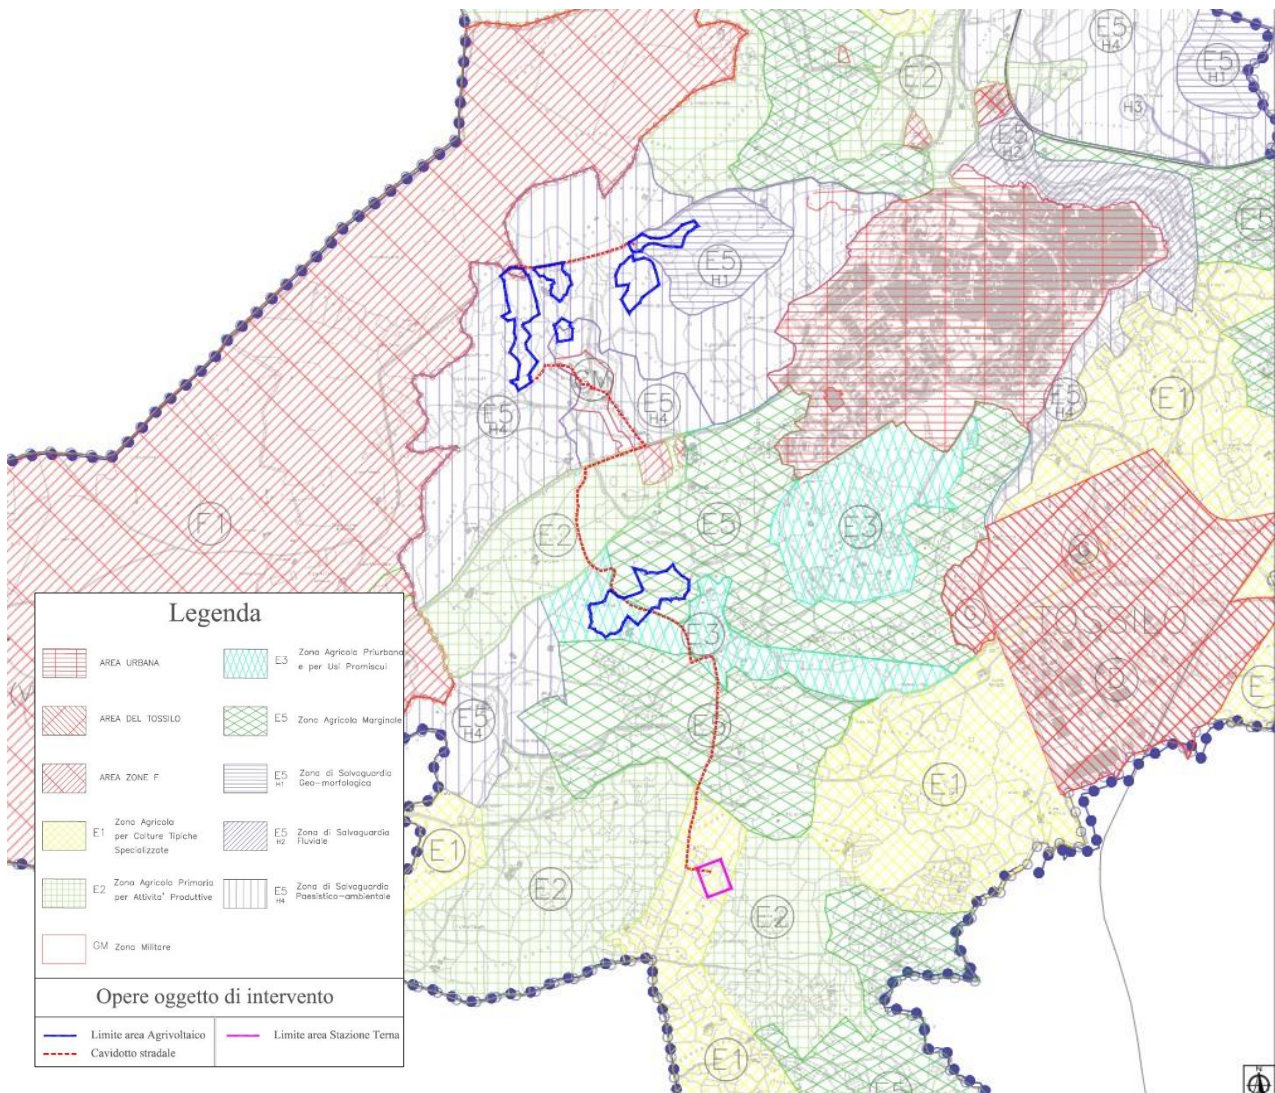 E5
H4
E5
H1
E2
H3
E5
H2
E5
E5
H1
E1
GM
E5
H4
E5
H4
E5
H4
E1
F1
E2
E5
E3
G
G
TOSSILO
E3
D
E1
E5
H4
E5
E1
E1
E2
E2
E1
E5
Legenda
AREA URBANA
E3 Zona Agricola Priurbana
e per Usi Promiscui
AREA DEL TOSSILO
E5 Zona Agricola Marginale
AREA ZONE F
E5 Zona di Salvaguardia
H1 Geo-morfologica
E1 Zona Agricola
per Colture Tipiche
Specializzate
E5 Zona di Salvaguardia
H2 Fluviale
E2 Zona Agricola Primaria
per Attivita' Produttive
E5 Zona di Salvaguardia
H4 Paesistico-ambientale
GM Zona Militare
Opere oggetto di intervento
Limite area Agrivoltaico
Limite area Stazione Terna
Cavidotto stradale
N